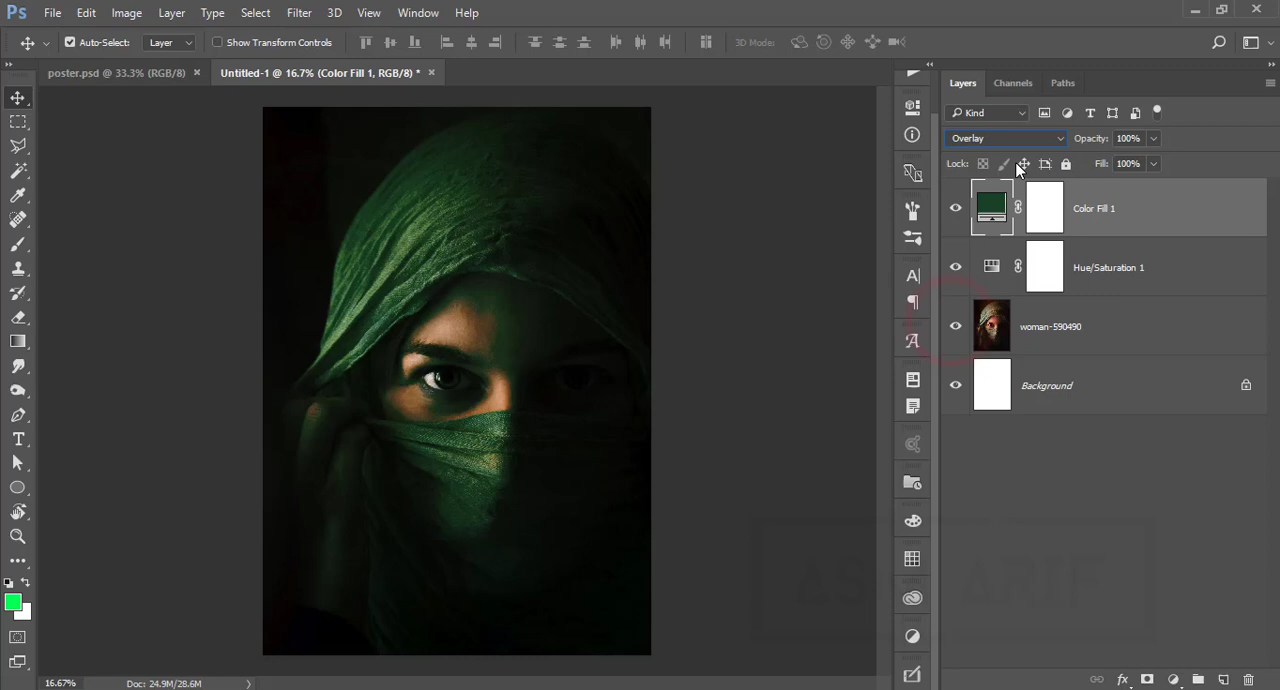 Ps File Edit Image Layer Type Select Filter 3D View Window Help
Auto-Select: Layer Show Transform Controls 3D Mode:
poster.psd @ 33.3% (RGB/8) × Untitled-1 @ 16.7% (Color Fill 1, RGB/8) * ×
Layers Channels Paths
Kind
Overlay Opacity: 100%
Lock: Fill: 100%
Color Fill 1
Hue/Saturation 1
woman-590490
Background
16.67% Doc: 24.9M/28.6M